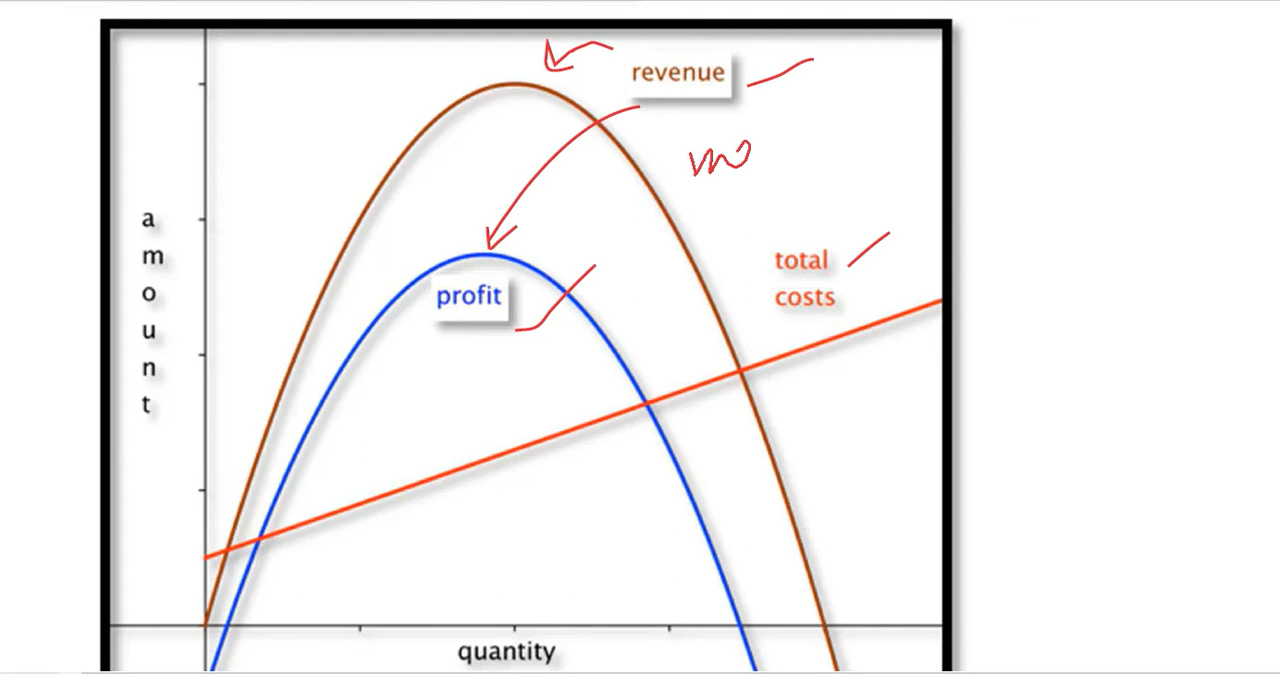 revenue
total
costs
profit
a
m
o
u
n
t
quantity